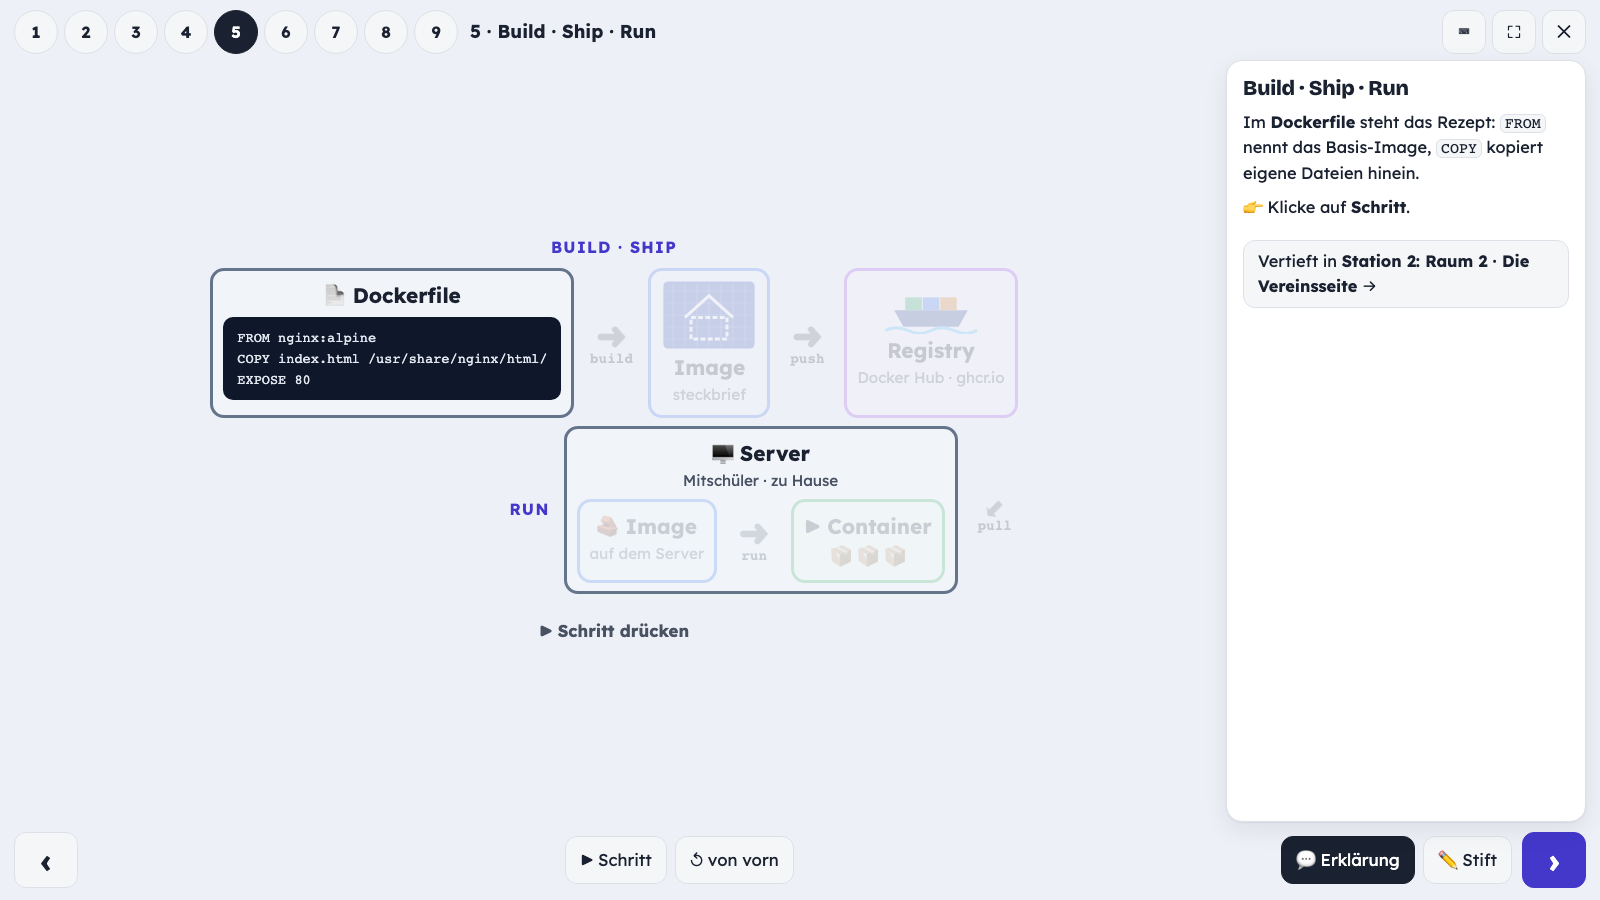 1 2 3 4 5 6 7 8 9 5 · Build · Ship · Run
Build · Ship · Run
Im Dockerfile steht das Rezept: FROM
nennt das Basis-Image, COPY kopiert
eigene Dateien hinein.
👉 Klicke auf Schritt.
Vertieft in Station 2: Raum 2 · Die
Vereinsseite →
BUILD · SHIP
Dockerfile
FROM nginx:alpine
COPY index.html /usr/share/nginx/html/
EXPOSE 80
build
Image
steckbrief
push
Registry
Docker Hub · ghcr.io
RUN
Server
Mitschüler · zu Hause
Image
auf dem Server
run
Container
pull
Schritt drücken
Schritt
von vorn
Erklärung
Stift